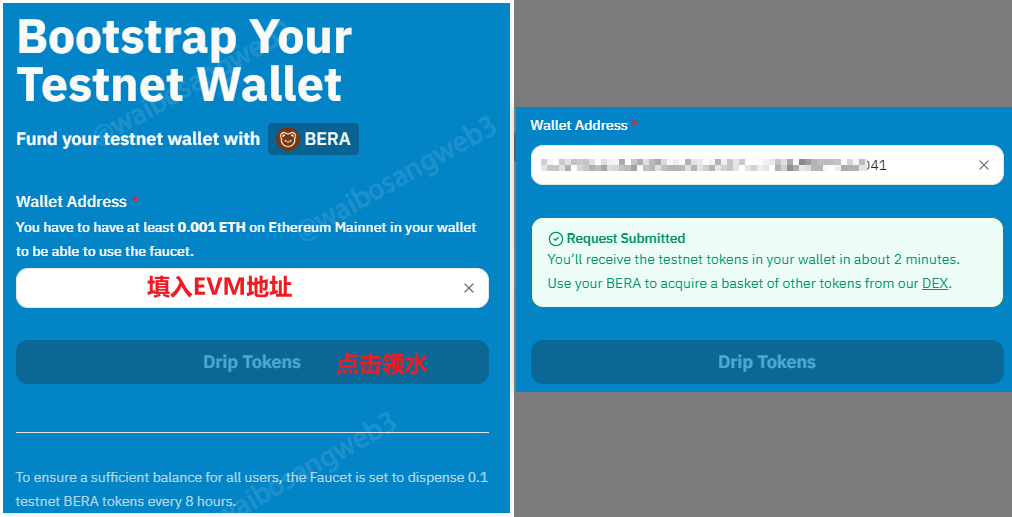 Bootstrap Your
Testnet Wallet
Fund your testnet wallet with BERA
Wallet Address *
You have to have at least 0.001 ETH on Ethereum Mainnet in your wallet
to be able to use the faucet.
填入EVM地址
Drip Tokens 点击领水
To ensure a sufficient balance for all users, the Faucet is set to dispense 0.1
testnet BERA tokens every 8 hours.
@waibosangweb3
@waibosangweb3
waibosangweb3
Wallet Address *
041
Request Submitted
You’ll receive the testnet tokens in your wallet in about 2 minutes.
Use your BERA to acquire a basket of other tokens from our DEX.
Drip Tokens